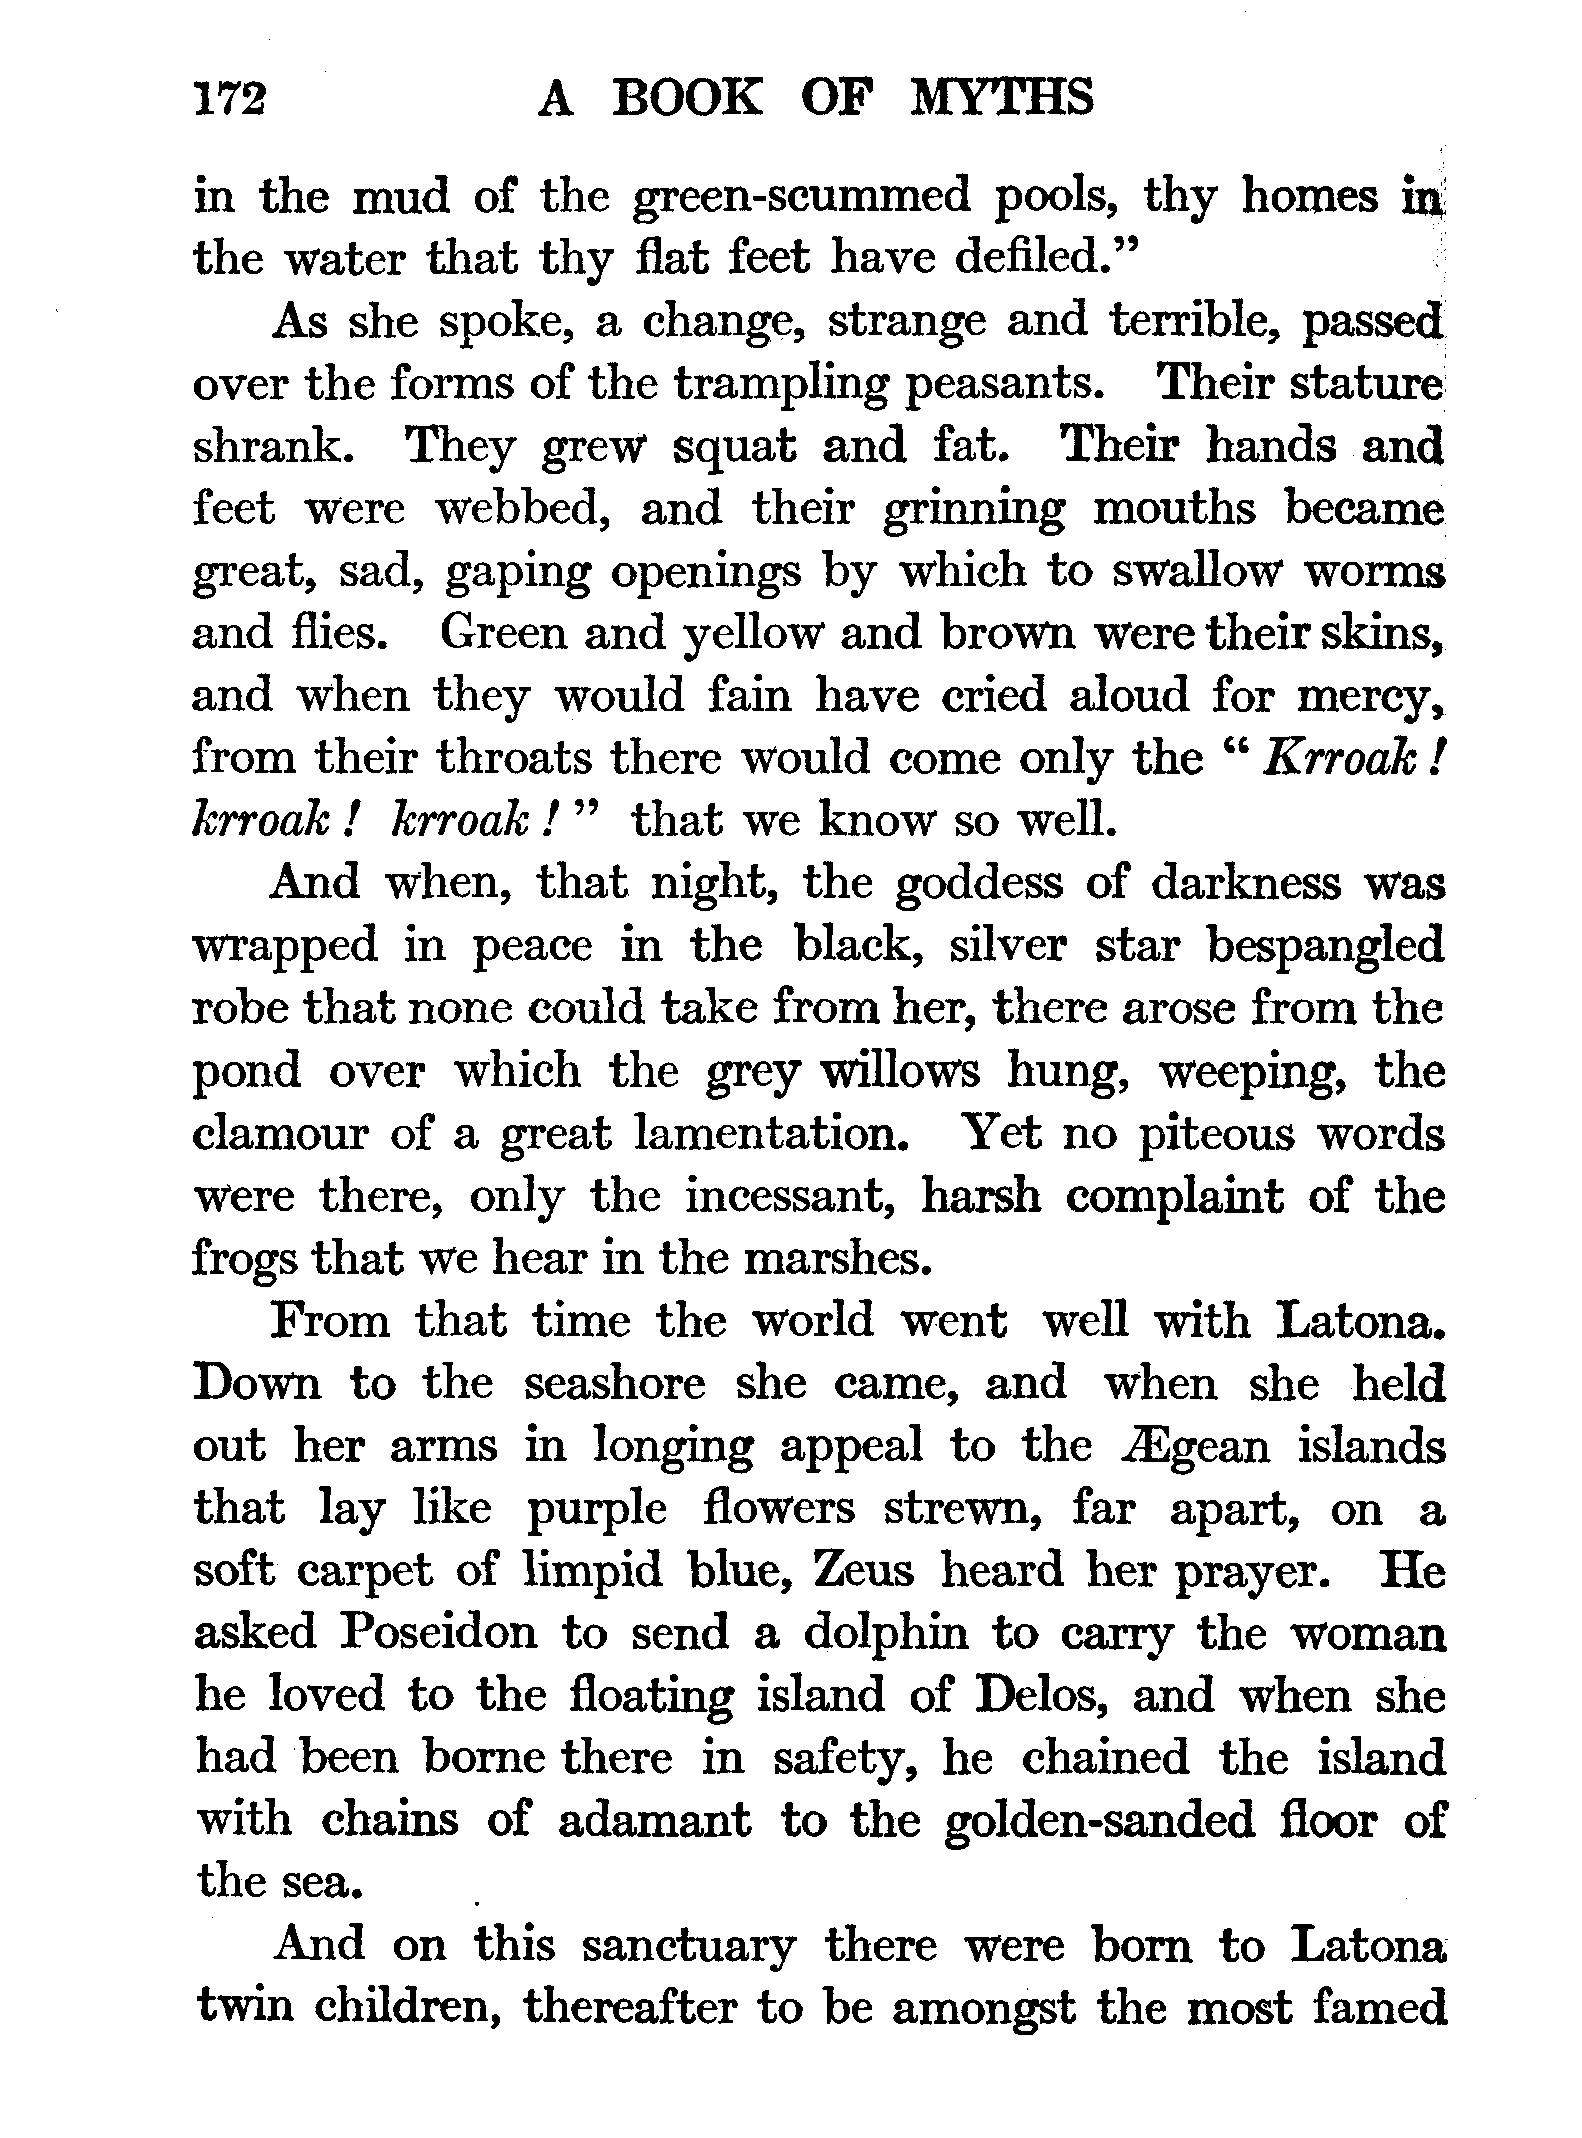 172 A BOOK OF MYTHS
in the mud of the green-scummed pools, thy homes in
the water that thy flat feet have defiled.”
As she spoke, a change, strange and terrible, passed
over the forms of the trampling peasants. Their stature
shrank. They grew squat and fat. Their hands and
feet were webbed, and their grinning mouths became
great, sad, gaping openings by which to swallow worms
and flies. Green and yellow and brown were their skins,
and when they would fain have cried aloud for mercy,
from their throats there would come only the “ Krroak !
krroak ! krroak ! ” that we know so well.
And when, that night, the goddess of darkness was
wrapped in peace in the black, silver star bespangled
robe that none could take from her, there arose from the
pond over which the grey willows hung, weeping, the
clamour of a great lamentation. Yet no piteous words
were there, only the incessant, harsh complaint of the
frogs that we hear in the marshes.
From that time the world went well with Latona.
Down to the seashore she came, and when she held
out her arms in longing appeal to the Ægean islands
that lay like purple flowers strewn, far apart, on a
soft carpet of limpid blue, Zeus heard her prayer. He
asked Poseidon to send a dolphin to carry the woman
he loved to the floating island of Delos, and when she
had been borne there in safety, he chained the island
with chains of adamant to the golden-sanded floor of
the sea.
And on this sanctuary there were born to Latona
twin children, thereafter to be amongst the most famed